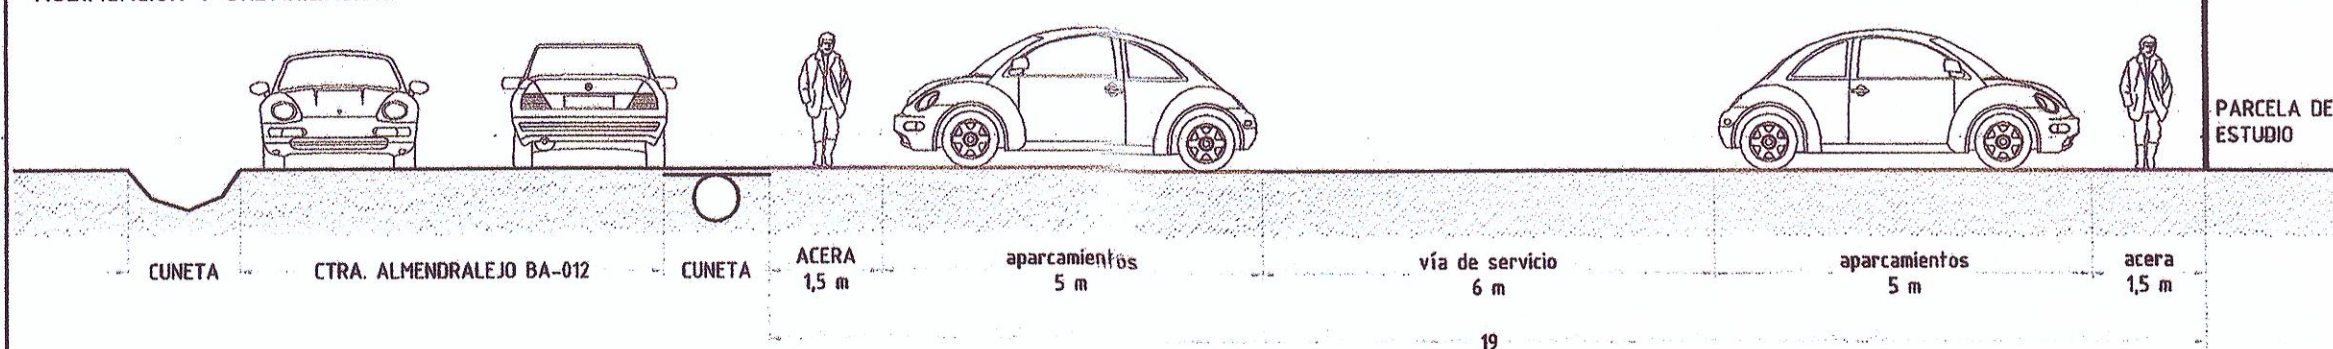 PARCELA DE
ESTUDIO
CUNETA
CTRA. ALMENDRALEJO BA-012
CUNETA
ACERA
1,5 m
aparcamientos
5 m
vía de servicio
6 m
aparcamientos
5 m
acera
1,5 m
19